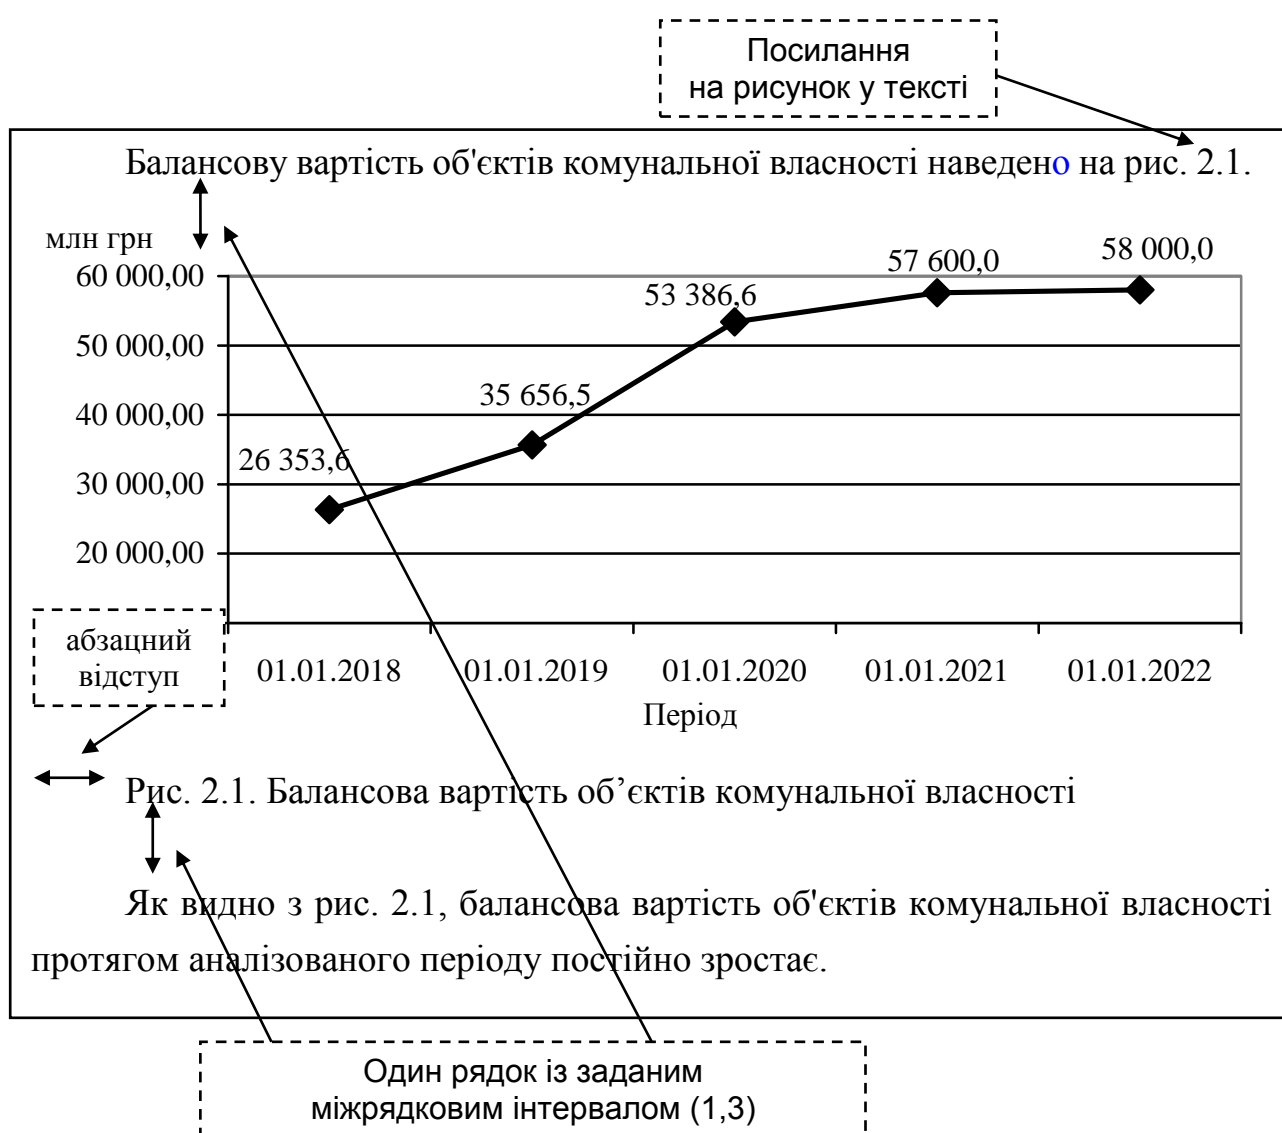 Посилання
на рисунок у тексті
Балансову вартість об'єктів комунальної власності наведено на рис. 2.1.
млн грн
60 000,00
50 000,00
40 000,00
30 000,00
20 000,00
26 353,6
35 656,5
53 386,6
57 600,0
58 000,0
01.01.2018 01.01.2019 01.01.2020 01.01.2021 01.01.2022
Період
абзацний
відступ
Рис. 2.1. Балансова вартість об’єктів комунальної власності
Як видно з рис. 2.1, балансова вартість об'єктів комунальної власності
протягом аналізованого періоду постійно зростає.
Один рядок із заданим
міжрядковим інтервалом (1,3)